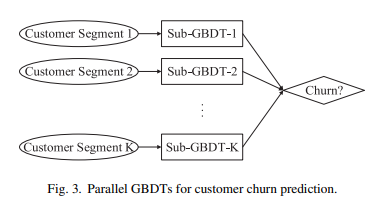 Customer Segment 1
Sub-GBDT-1
Customer Segment 2
Sub-GBDT-2
Churn?
Customer Segment K
Sub-GBDT-K
Fig. 3. Parallel GBDTs for customer churn prediction.